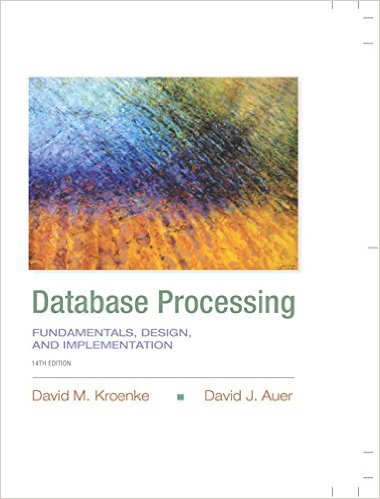 Database Processing
FUNDAMENTALS, DESIGN,
AND IMPLEMENTATION
14TH EDITION
David M. Kroenke David J. Auer